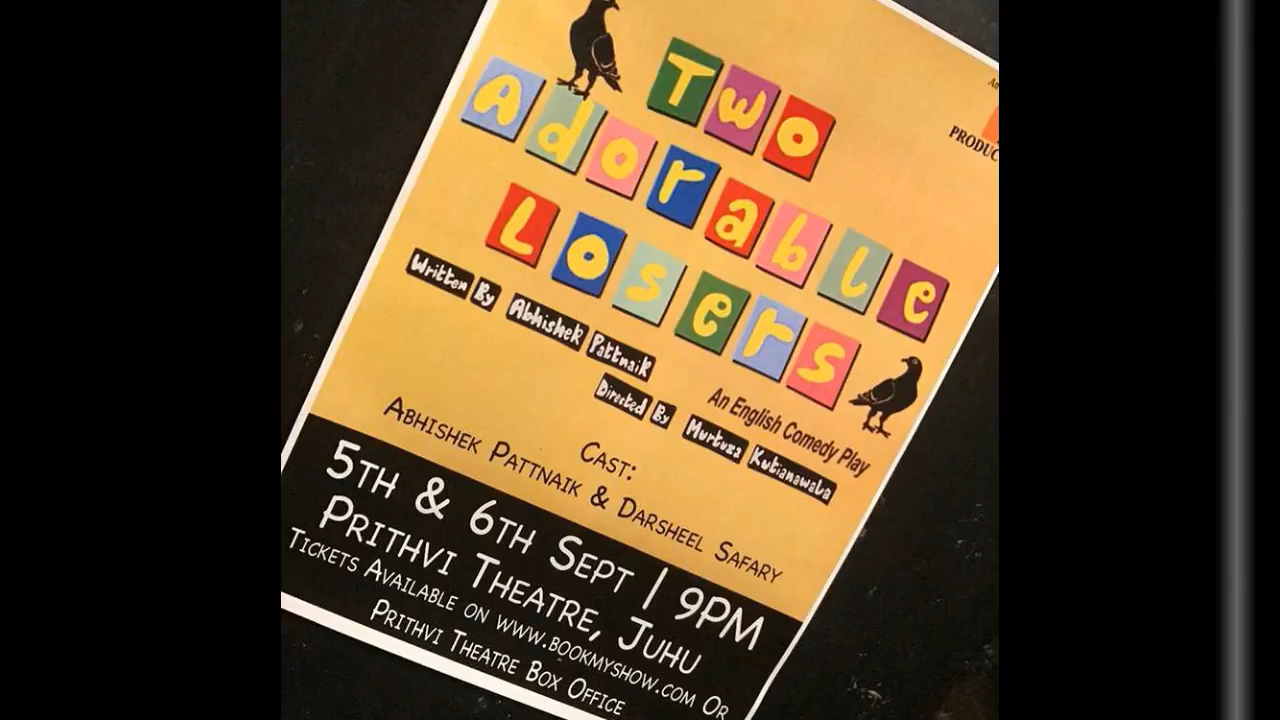 Two
Adorable
Losers
PRODUC
Written By Abhishek Pattnaik
Directed By Murtuza Kutianawala
An English Comedy Play
CAST:
ABHISHEK PATTNAIK & DARSHEEL SAFARY
5TH & 6TH SEPT | 9PM
PRITHVI THEATRE, JUHU
TICKETS AVAILABLE ON WWW.BOOKMYSHOW.COM OR
PRITHVI THEATRE BOX OFFICE